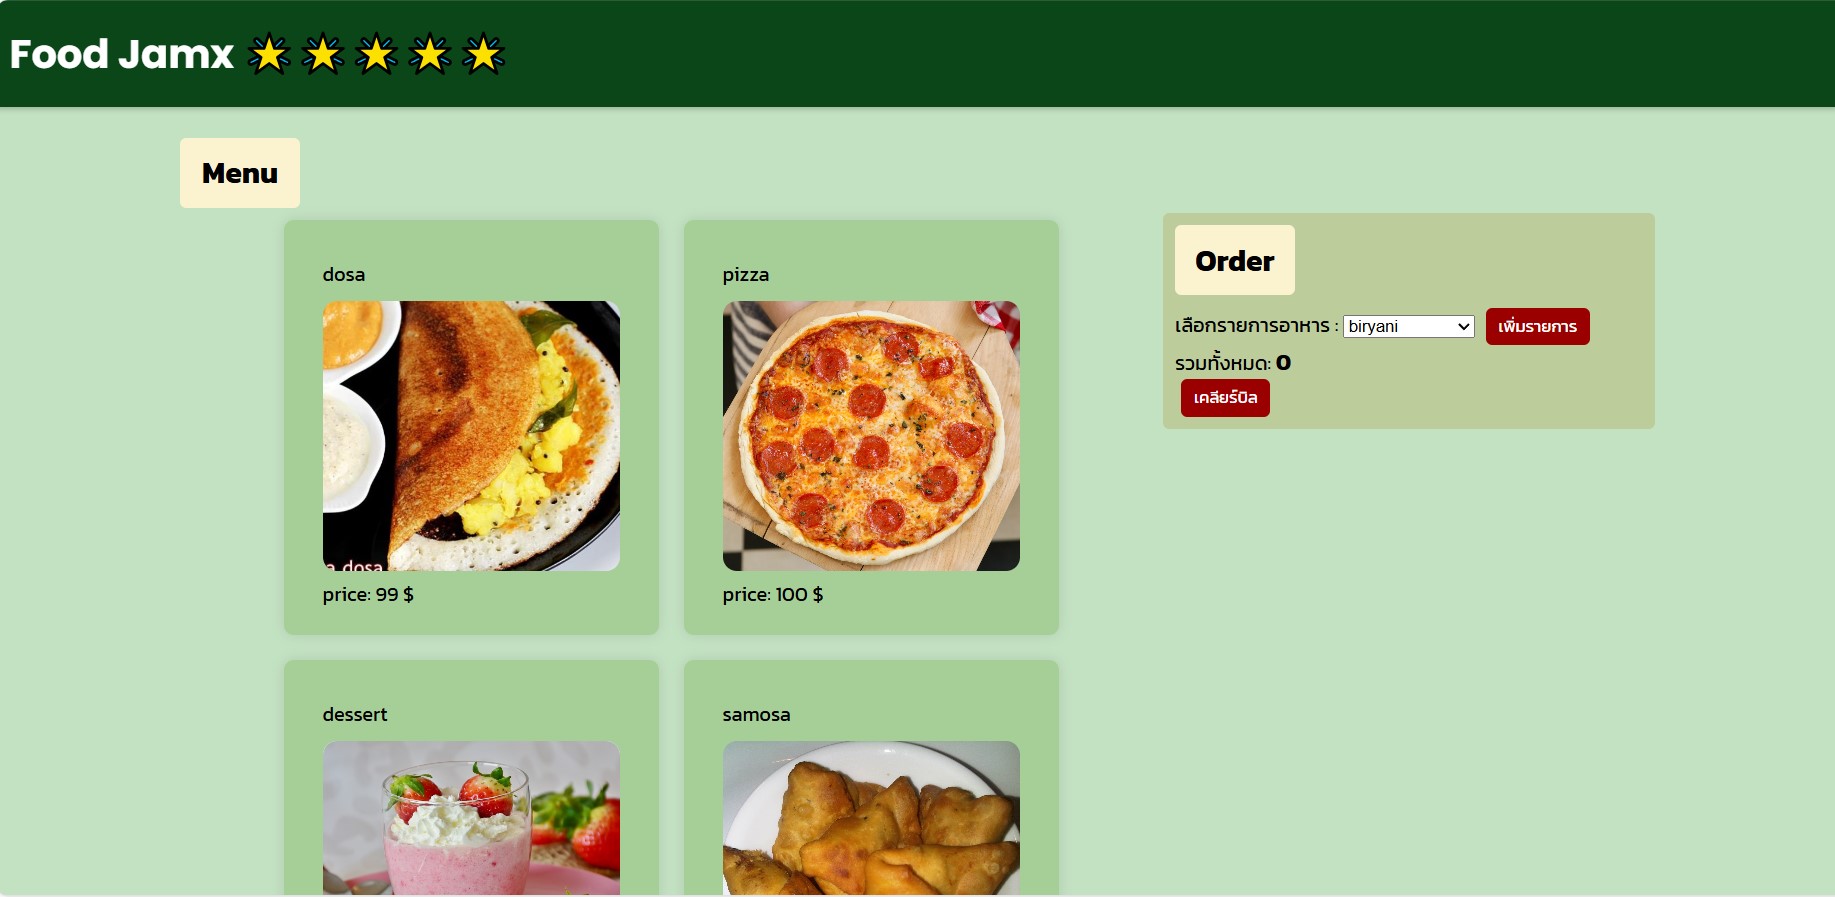 Food Jamx
Menu
dosa
a dosa
price: 99 $
pizza
price: 100 $
dessert
samosa
Order
เลือกรายการอาหาร : biryani เพิ่มรายการ
รวมทั้งหมด: 0
เคลียร์บิล